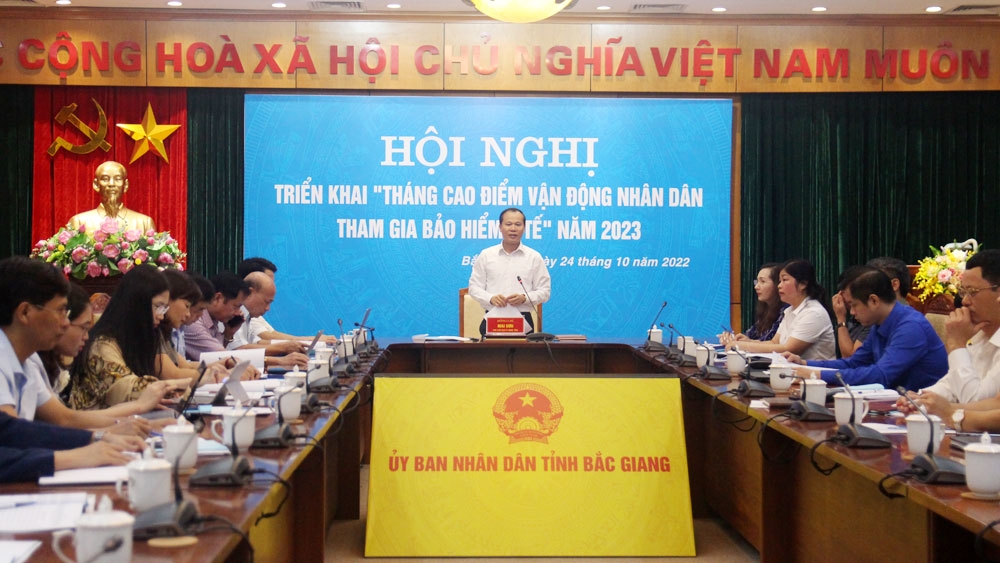 CỘNG HOÀ XÃ HỘI CHỦ NGHĨA VIỆT NAM MUÔN N
HỘI NGHỊ
TRIỂN KHAI "THÁNG CAO ĐIỂM VẬN ĐỘNG NHÂN DÂN
THAM GIA BẢO HIỂM TẾ" NĂM 2023
24 tháng 10 năm 2022
ỦY BAN NHÂN DÂN TỈNH BẮC GIANG